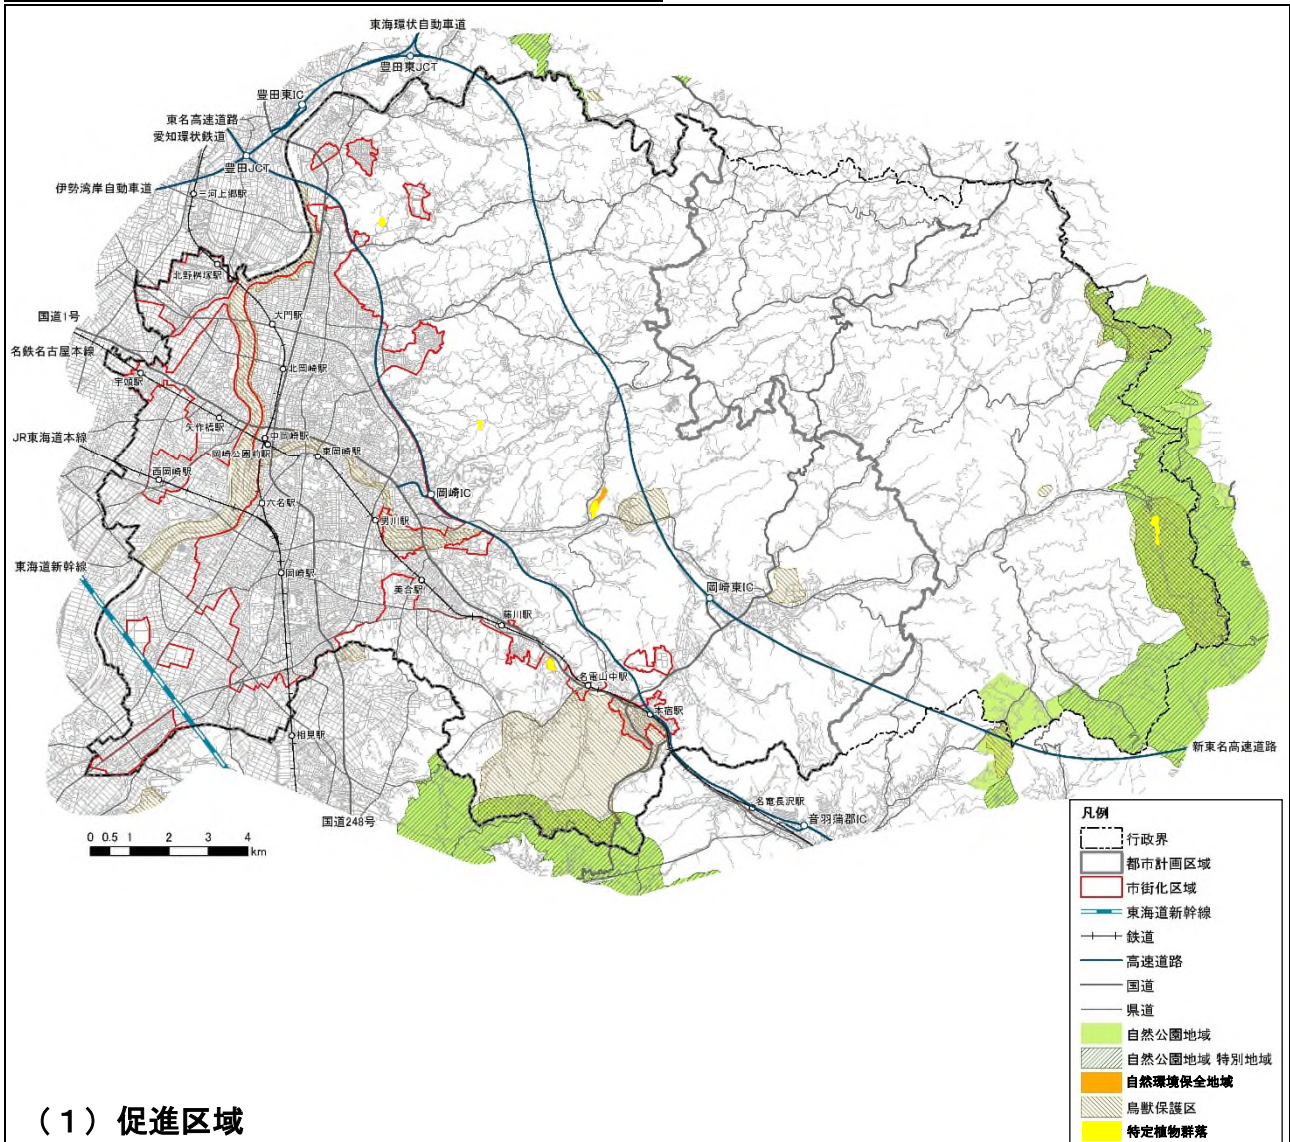 東海環状自動車道
豊田東JCT
豊田東IC
東名高速道路
愛知環状鉄道
豊田JCT
伊勢湾岸自動車道
三河上郷駅
北野桝塚駅
国道1号
大門駅
名鉄名古屋本線
宇頭駅
北岡崎駅
矢作橋駅
JR東海道本線
中岡崎駅
岡崎公園前駅
東岡崎駅
西岡崎駅
岡崎IC
六名駅
男川駅
東海道新幹線
岡崎駅
美合駅
岡崎東IC
藤川駅
名電山中駅
本宿駅
相見駅
新東名高速道路
名電長沢駅
音羽蒲郡IC
国道248号
0 0.5 1 2 3 4
km
凡例
行政界
都市計画区域
市街化区域
東海道新幹線
鉄道
高速道路
国道
県道
自然公園地域
自然公園地域 特別地域
自然環境保全地域
鳥獣保護区
特定植物群落
(1)促進区域